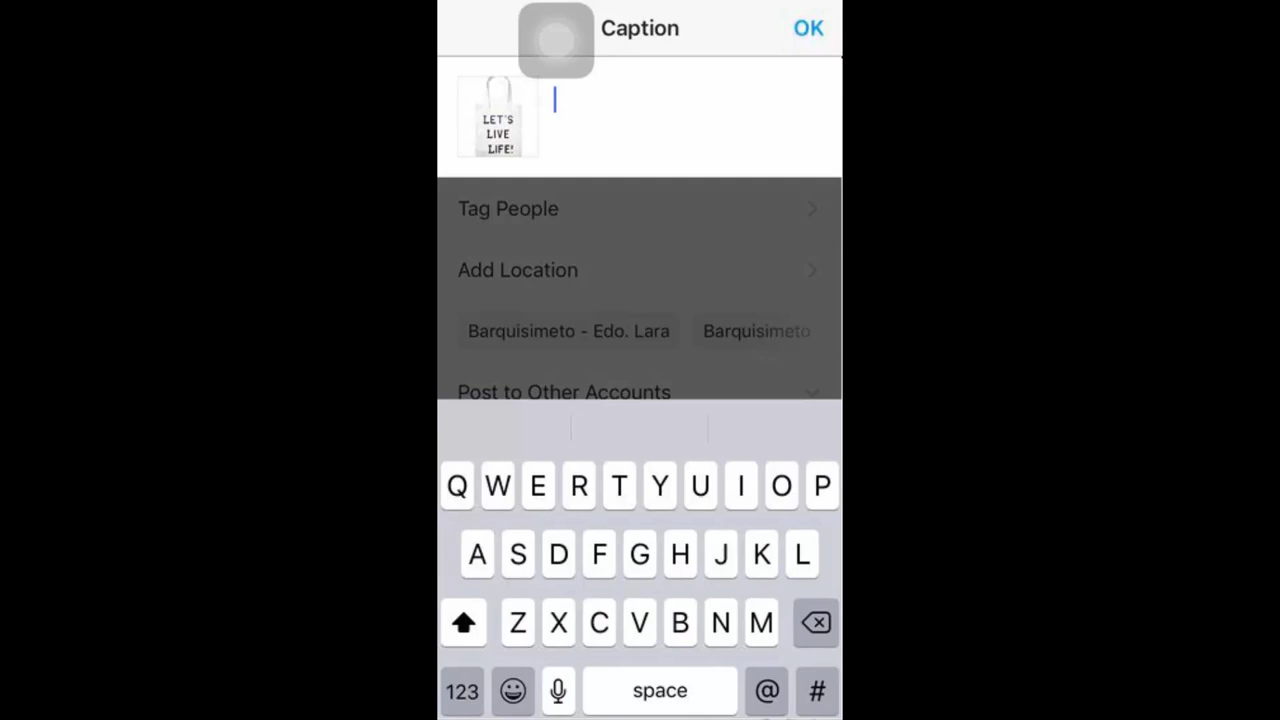 Caption OK
LET'S
LIVE
LIFE!
Tag People
Add Location
Barquisimeto - Edo. Lara Barquisimeto
Post to Other Accounts
Q W E R T Y U I O P
A S D F G H J K L
Z X C V B N M
123 space @ #